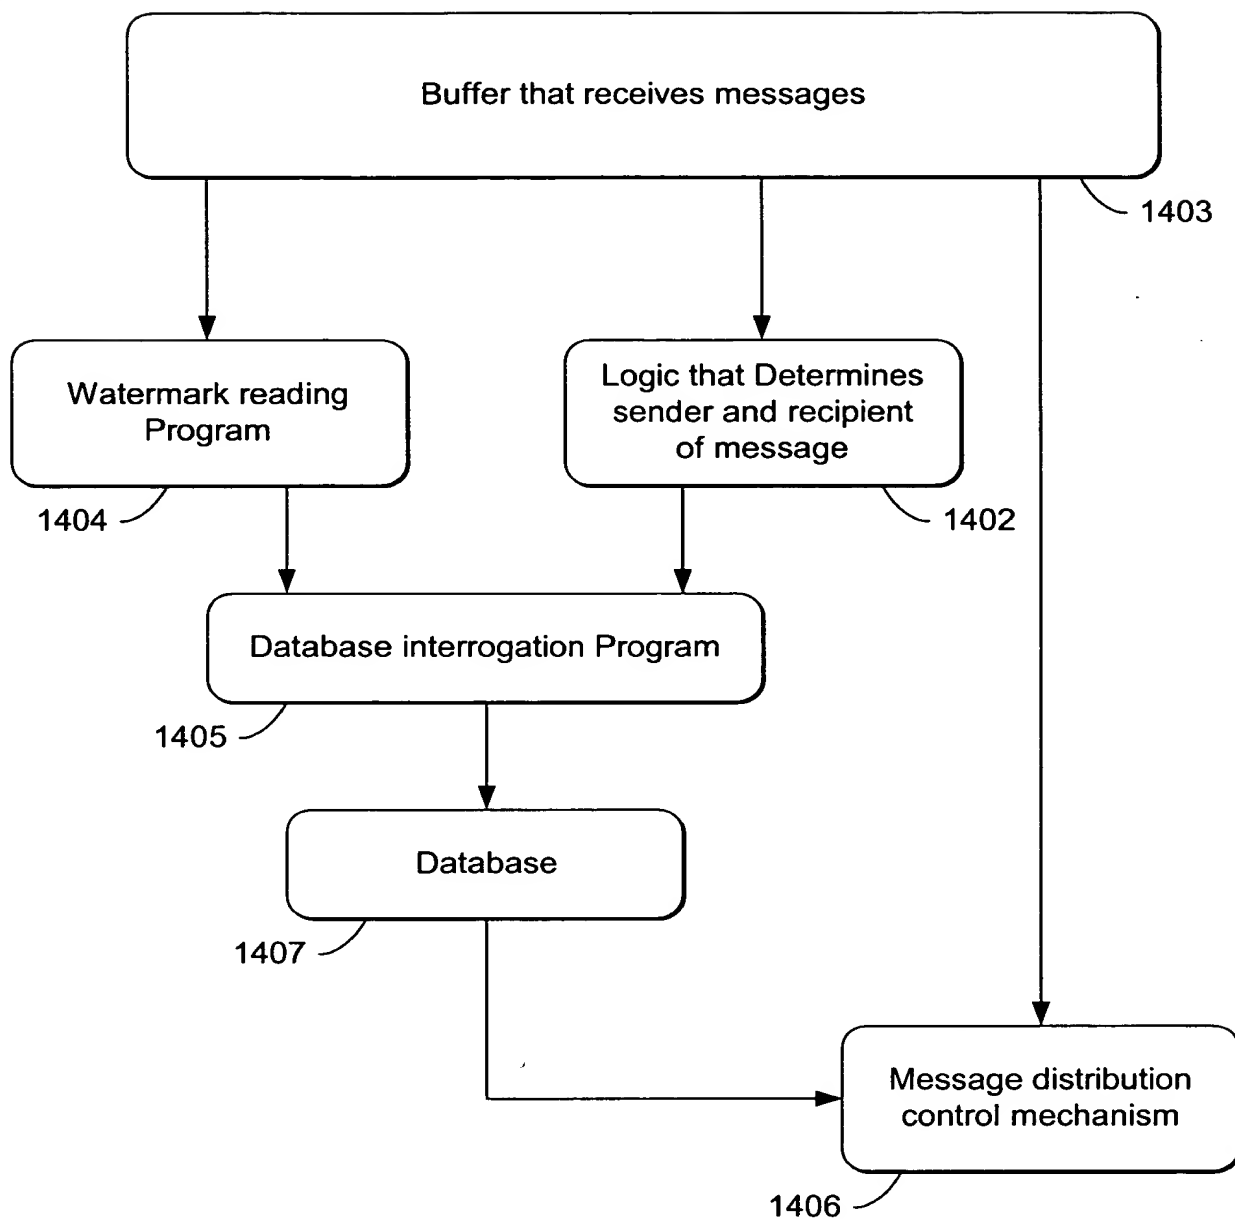 Buffer that receives messages
1403
Watermark reading
Program
1404
Logic that Determines
sender and recipient
of message
1402
Database interrogation Program
1405
Database
1407
Message distribution
control mechanism
1406